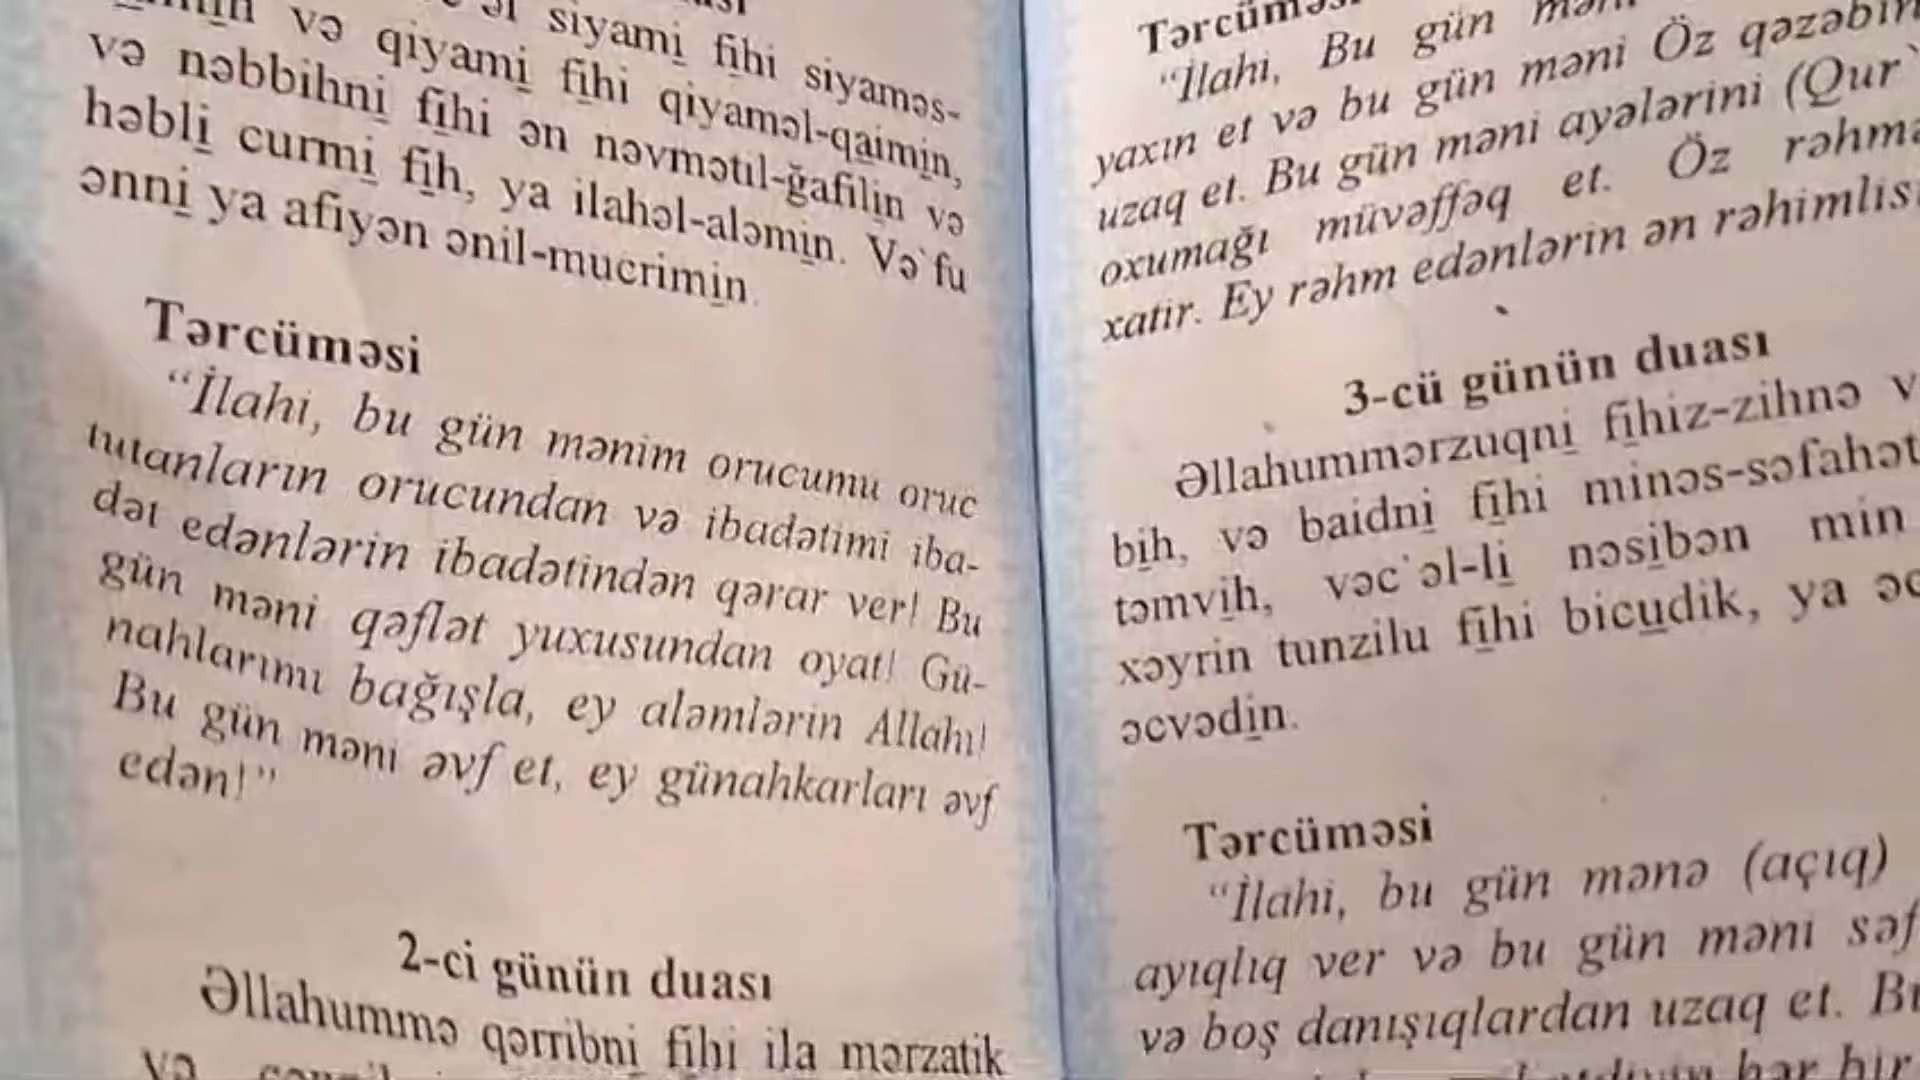 siyami fihi siyaməs-
və qiyami fihi qiyaməl-qaimin,
və nəbbihni fihi ən nəvmətil-ğafilin və
həbli curmi fih, ya ilahəl-aləmin. Və`fu
ənni ya afiyən ənil-mucrimin.
Tərcüməsi
“İlahi, bu gün mənim orucumu oruc
tutanların orucundan və ibadətimi iba-
dət edənlərin ibadətindən qərar ver! Bu
gün məni qəflət yuxusundan oyat! Gü-
nahlarımı bağışla, ey aləmlərin Allahı!
Bu gün məni əvf et, ey günahkarları əvf
edən!”
2-ci günün duası
Əllahummə qərribni fihi ila mərzatik
və
Tərcüməsi
“İlahi, Bu gün
yaxın et və bu gün məni Öz
uzaq et. Bu gün məni ayələrini
oxumağı müvəffəq et. Öz
xatir. Ey rəhm edənlərin ən
3-cü günün duası
Əllahummərzuqni fihiz-zihnə
bih, və baidni fihi minəs-səfahət
təmvih, vəc`əl-li nəsibən min
xəyrin tunzilu fihi bicudik, ya
əcvədin.
Tərcüməsi
“İlahi, bu gün mənə (açıq)
ayıqlıq ver və bu gün məni
və boş danışıqlardan uzaq et.
hər bir